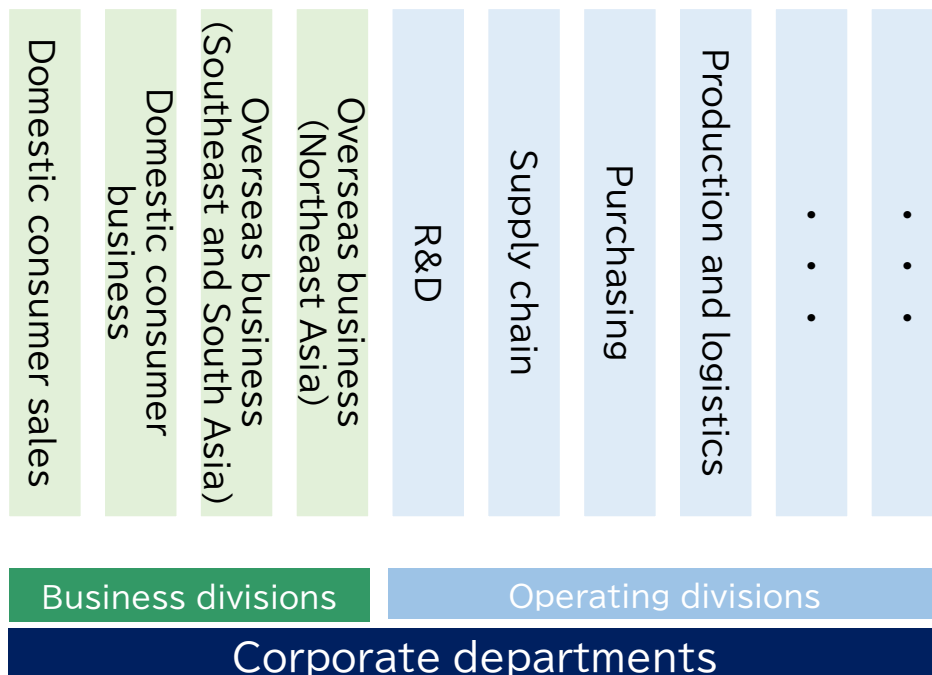 Domestic consumer sales
Domestic consumer
business
Overseas business
(Southeast and South Asia)
Overseas business
(Northeast Asia)
R&D
Supply chain
Purchasing
Production and logistics
・・・
・・・
Business divisions
Operating divisions
Corporate departments